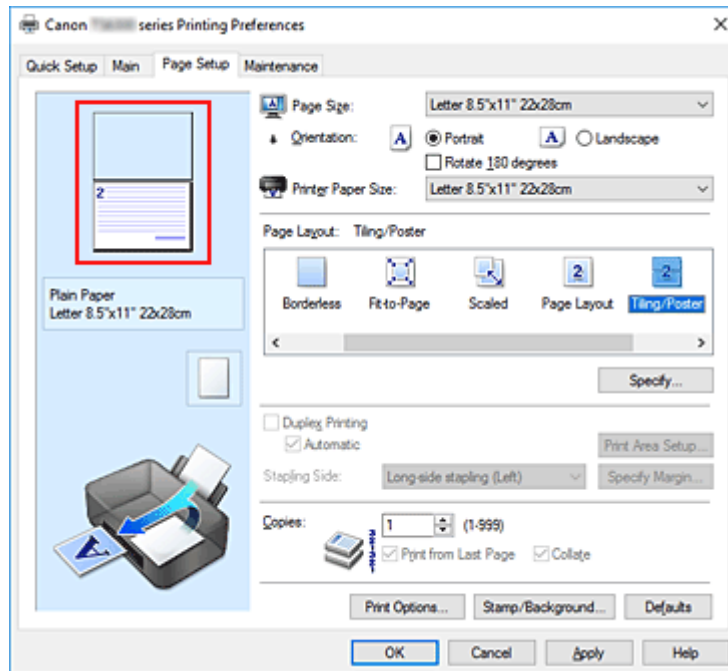 Canon series Printing Preferences
Quick Setup Main Page Setup Maintenance
2
Plain Paper
Letter 8.5"x11" 22x28cm
Page Size: Letter 8.5"x11" 22x28cm
Orientation: A Portrait A Landscape
Rotate 180 degrees
Printer Paper Size: Letter 8.5"x11" 22x28cm
Page Layout: Tiling/Poster
2 2
Borderless Fit-to-Page Scaled Page Layout Tiling/Poster
Specify...
Duplex Printing
Automatic Print Area Setup...
Stapling Side: Long-side stapling (Left) Specify Margin...
Copies: 1 (1-999)
Print from Last Page Collate
A
Print Options... Stamp/Background... Defaults
OK Cancel Apply Help